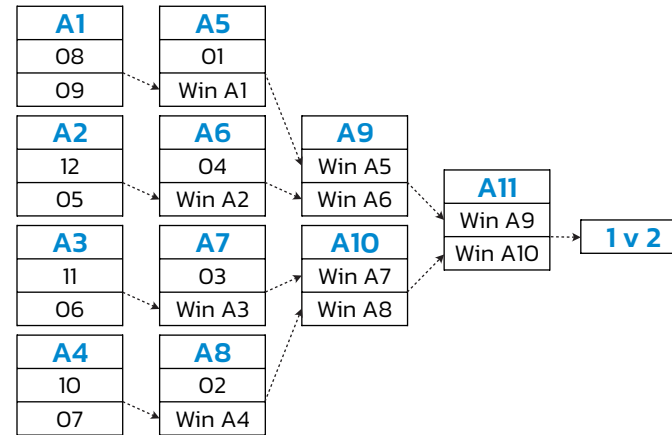 A1
08
09
A5
01
Win A1
A2
12
05
A6
04
Win A2
A9
Win A5
Win A6
A3
11
06
A7
03
Win A3
A10
Win A7
Win A8
A4
10
07
A8
02
Win A4
A11
Win A9
Win A10
1 v 2